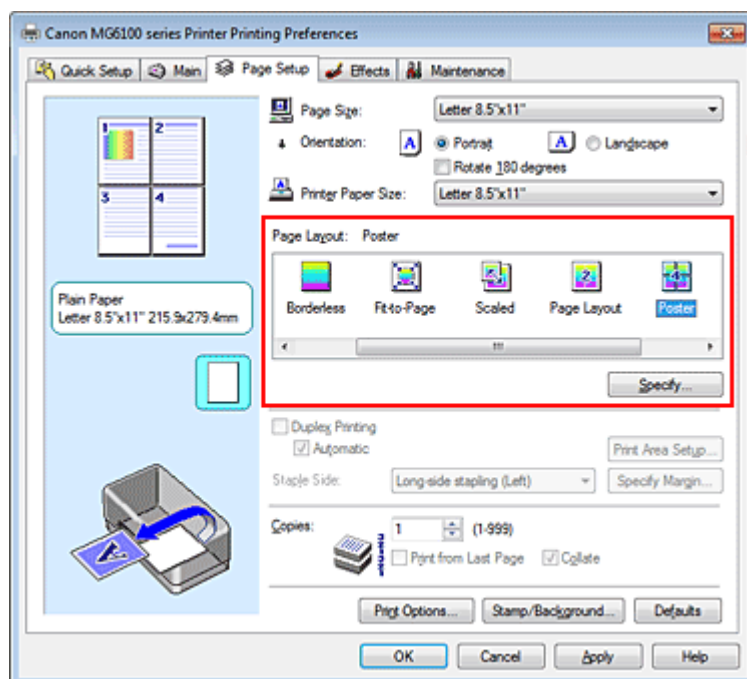 Canon MG6100 series Printer Printing Preferences
Quick Setup Main Page Setup Effects Maintenance
1 2
3 4
Plain Paper
Letter 8.5"x11" 215.9x279.4mm
Page Size: Letter 8.5"x11"
Orientation: A Portrait A Landscape
Rotate 180 degrees
Printer Paper Size: Letter 8.5"x11"
Page Layout: Poster
Borderless Fit-to-Page Scaled Page Layout Poster
Specify...
Duplex Printing
Automatic Print Area Setup...
Staple Side: Long-side stapling (Left) Specify Margin...
Copies: 1 (1-999)
Print from Last Page Collate
Print Options... Stamp/Background... Defaults
OK Cancel Apply Help